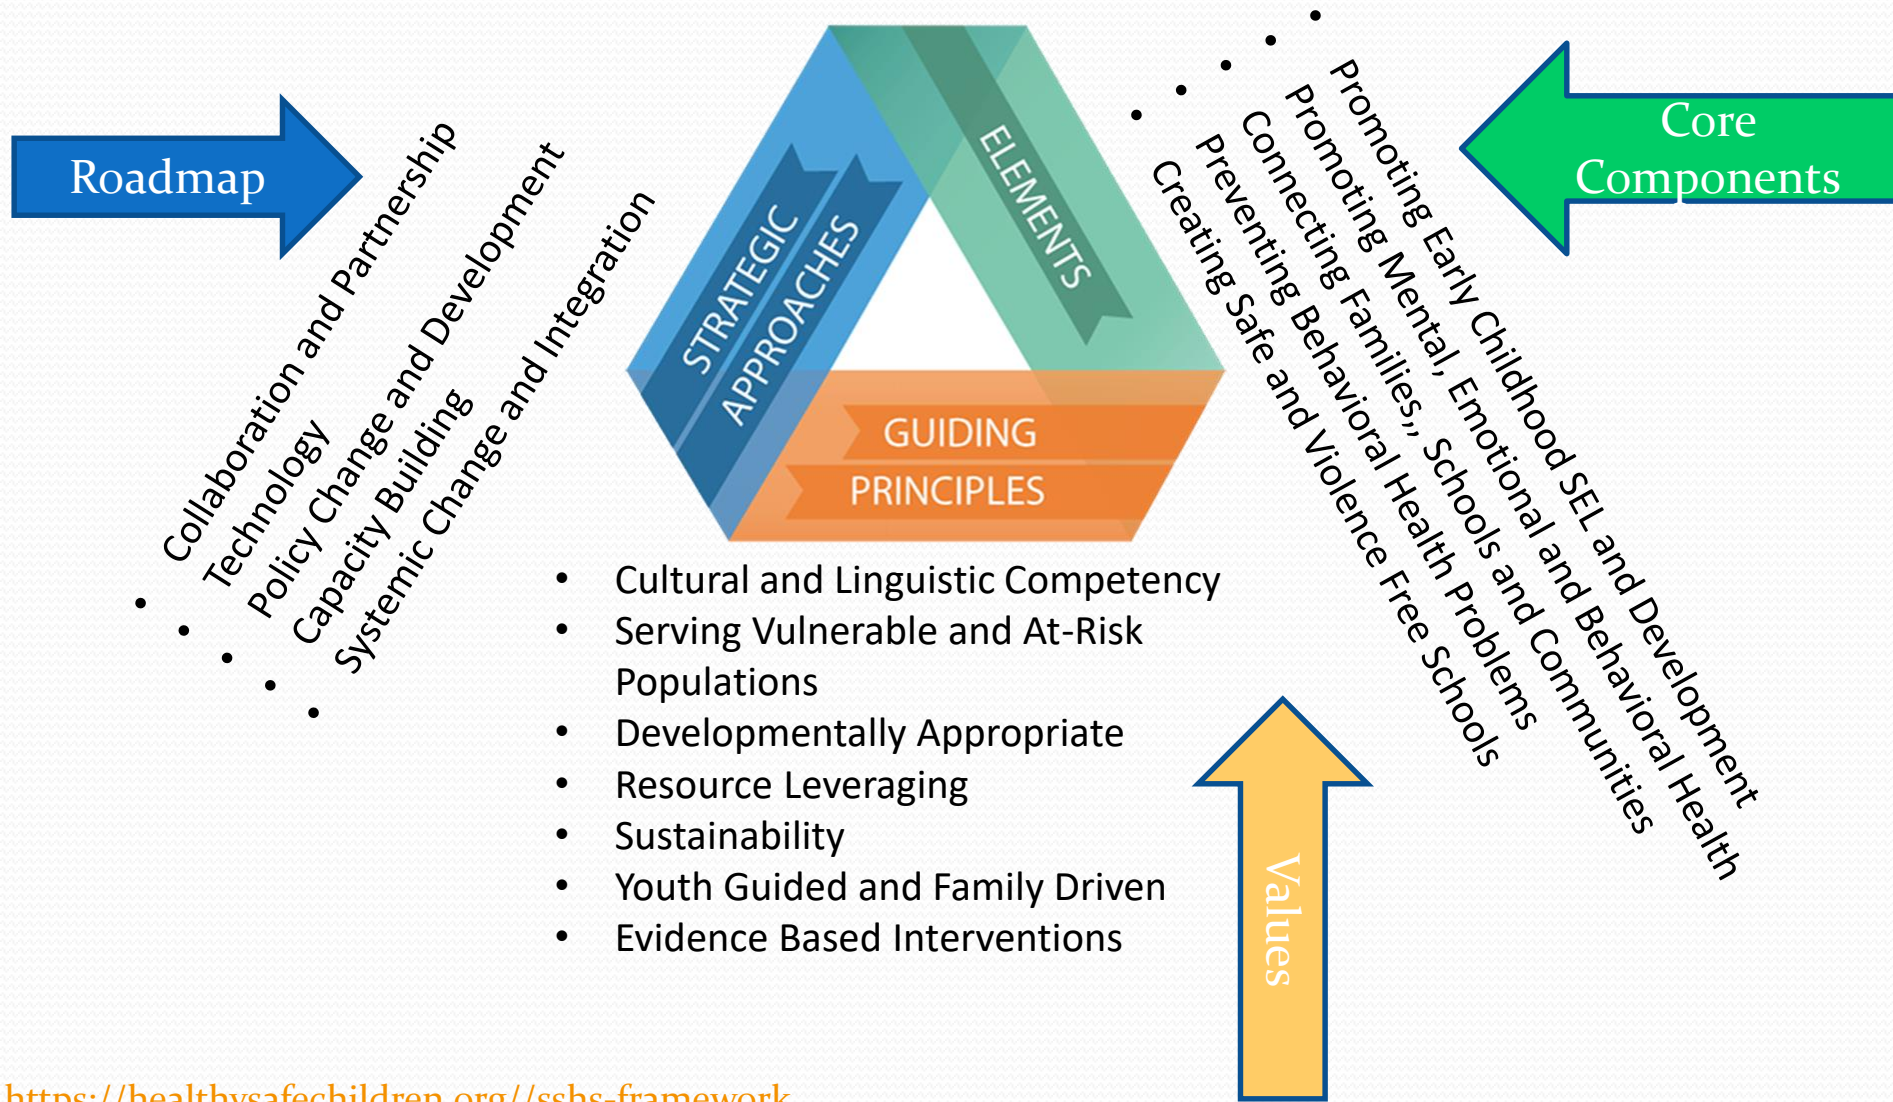 Roadmap
• Collaboration and Partnership
• Technology
• Policy Change and Development
• Capacity Building
• Systemic Change and Integration
STRATEGIC
APPROACHES
ELEMENTS
GUIDING
PRINCIPLES
• Promoting Early Childhood SEL and Development
• Promoting Mental, Emotional and Behavioral Health
• Connecting Families,, Schools and Communities
• Preventing Behavioral Health Problems
• Creating Safe and Violence Free Schools
Core
Components
• Cultural and Linguistic Competency
• Serving Vulnerable and At-Risk
Populations
• Developmentally Appropriate
• Resource Leveraging
• Sustainability
• Youth Guided and Family Driven
• Evidence Based Interventions
Values
https://healthysafechildren.org//sshs-framework